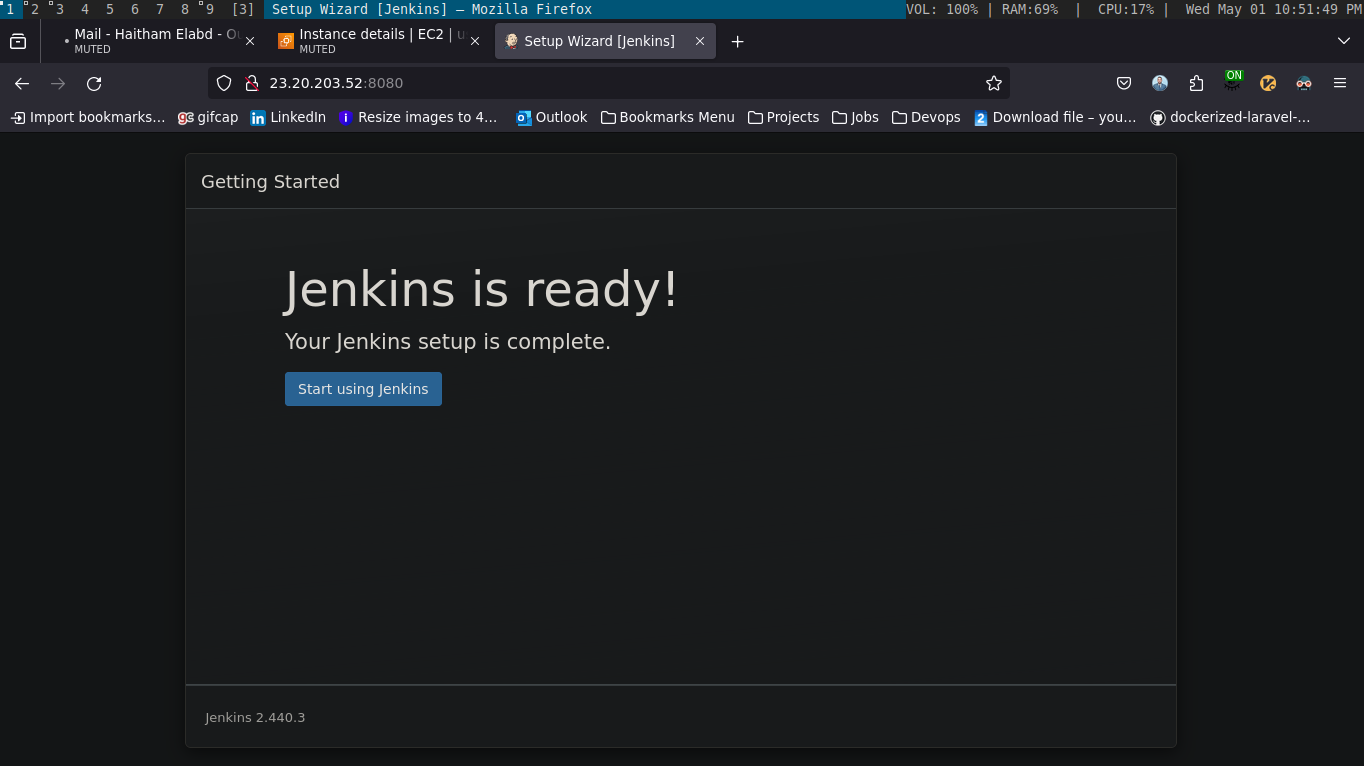 1 2 3 4 5 6 7 8 9 [3] Setup Wizard [Jenkins] — Mozilla Firefox VOL: 100% | RAM:69% | CPU:17% | Wed May 01 10:51:49 PM
Mail - Haitham Elabd - Ou
MUTED
Instance details | EC2 | u
MUTED
Setup Wizard [Jenkins]
23.20.203.52:8080
ON
Import bookmarks... gc gifcap in LinkedIn i Resize images to 4... Outlook Bookmarks Menu Projects Jobs Devops 2 Download file – you... dockerized-laravel-...
Getting Started
Jenkins is ready!
Your Jenkins setup is complete.
Start using Jenkins
Jenkins 2.440.3